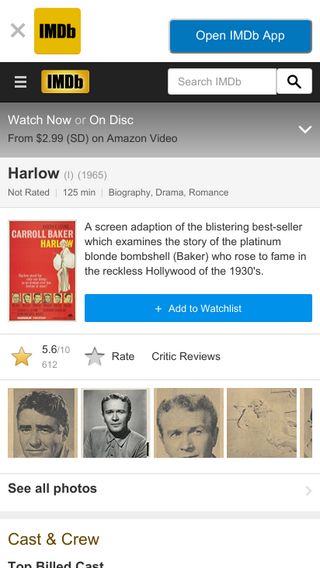 IMDb
Open IMDb App
IMDb
Search IMDb
Watch Now or On Disc
From $2.99 (SD) on Amazon Video
Harlow (I) (1965)
Not Rated | 125 min | Biography, Drama, Romance
CARROLL BAKER
HARLOW
A screen adaption of the blistering best-seller
which examines the story of the platinum
blonde bombshell (Baker) who rose to fame in
the reckless Hollywood of the 1930's.
+ Add to Watchlist
5.6/10
612
Rate
Critic Reviews
See all photos
Cast & Crew
Top Billed Cast